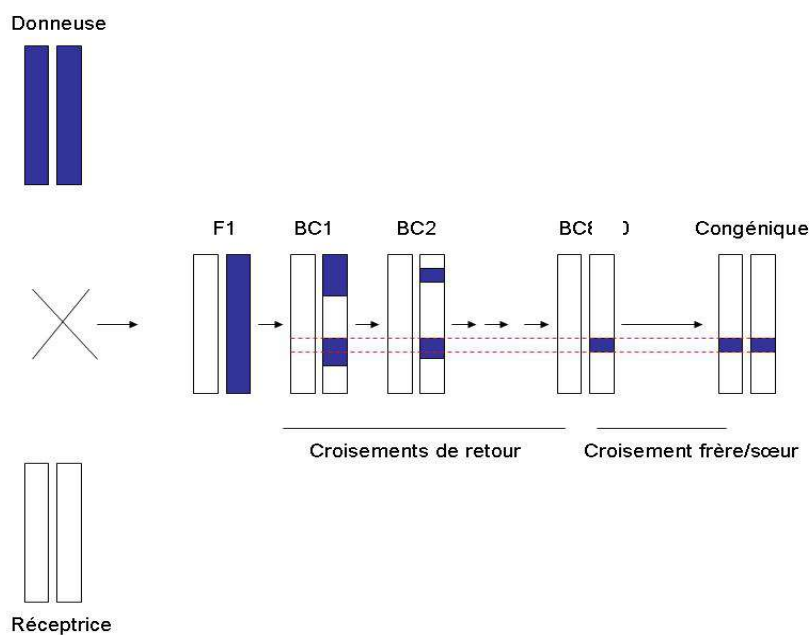 Donneuse
F1 BC1 BC2 Congénique
Croisements de retour Croisement frère/sœur
Réceptrice